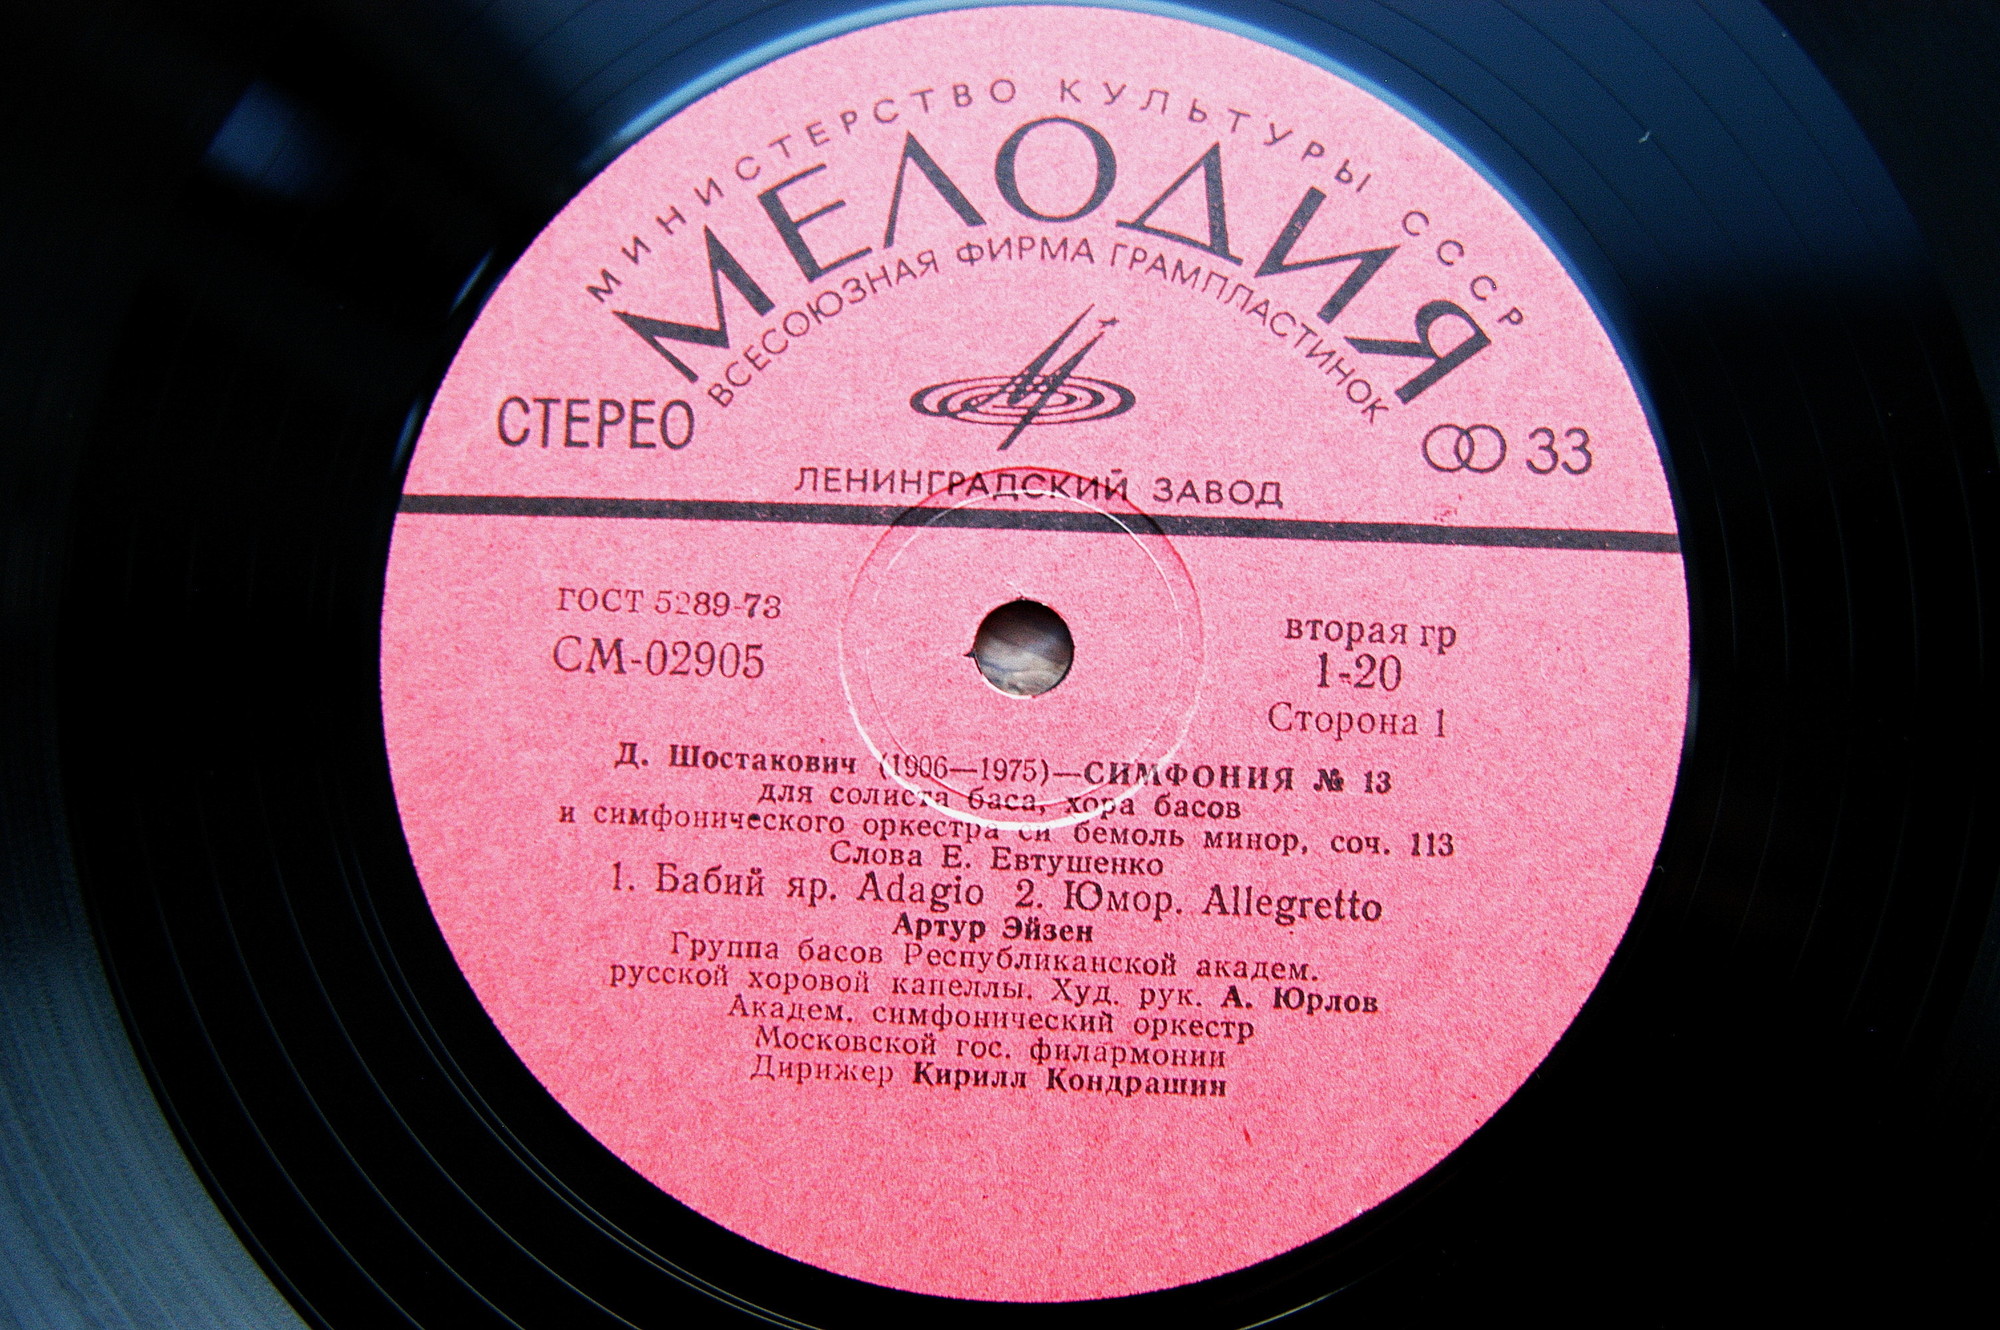 МИНИСТЕРСТВО КУЛЬТУРЫ СССР
МЕЛОДИЯ
ВСЕСОЮЗНАЯ ФИРМА ГРАМПЛАСТИНОК
СТЕРЕО
33
ЛЕНИНГРАДСКИЙ ЗАВОД
ГОСТ 5289-73
СМ-02905
вторая гр
1-20
Сторона 1
Д. Шостакович (1906—1975)—СИМФОНИЯ № 13
для солиста баса, хора басов
и симфонического оркестра си бемоль минор, соч. 113
Слова Е. Евтушенко
1. Бабий яр. Adagio 2. Юмор. Allegretto
Артур Эйзен
Группа басов Республиканской академ.
русской хоровой капеллы. Худ. рук. А. Юрлов
Академ. симфонический оркестр
Московской гос. филармонии
Дирижер Кирилл Кондрашин